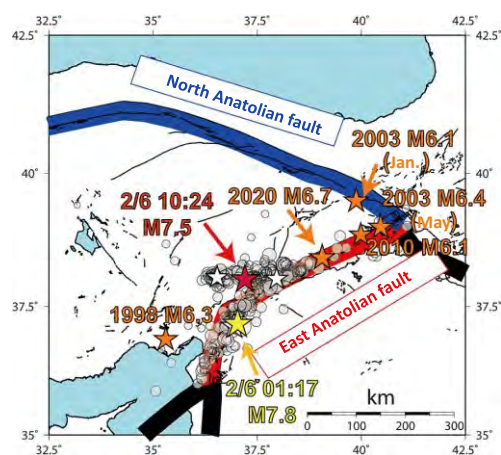 32.5° 35° 37.5° 40° 42.5°
42.5° 42.5°
North Anatolian fault
2003 M6.1
(Jan. )
40° 40°
2020 M6.7
2003 M6.4
(May)
2/6 10:24
M7.5
2010 M6.1
37.5° 37.5°
1998 M6.3
East Anatolian fault
2/6 01:17
M7.8
km
35° 35°
0 100 200 300
32.5° 35° 37.5° 40° 42.5°